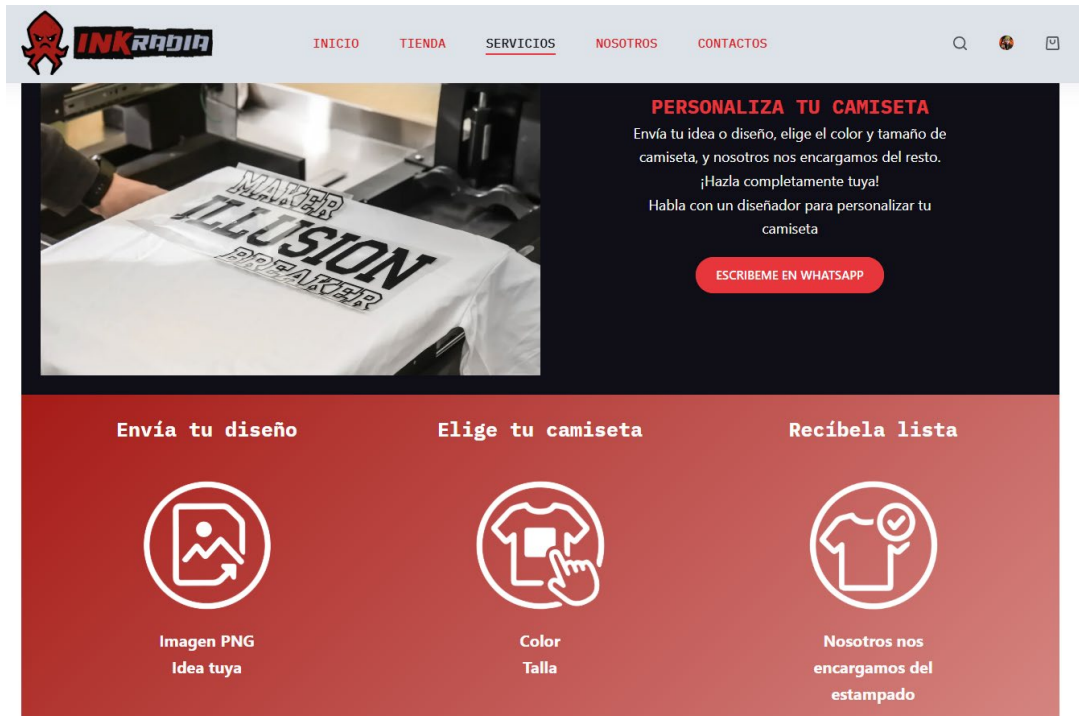 INKRADIA
INICIO
TIENDA
SERVICIOS
NOSOTROS
CONTACTOS
MAKER
ILLUSION
BREAKER
PERSONALIZA TU CAMISETA
Envía tu idea o diseño, elige el color y tamaño de
camiseta, y nosotros nos encargamos del resto.
¡Hazla completamente tuya!
Habla con un diseñador para personalizar tu
camiseta
ESCRIBEME EN WHATSAPP
Envía tu diseño
Imagen PNG
Idea tuya
Elige tu camiseta
Color
Talla
Recíbela lista
Nosotros nos
encargamos del
estampado